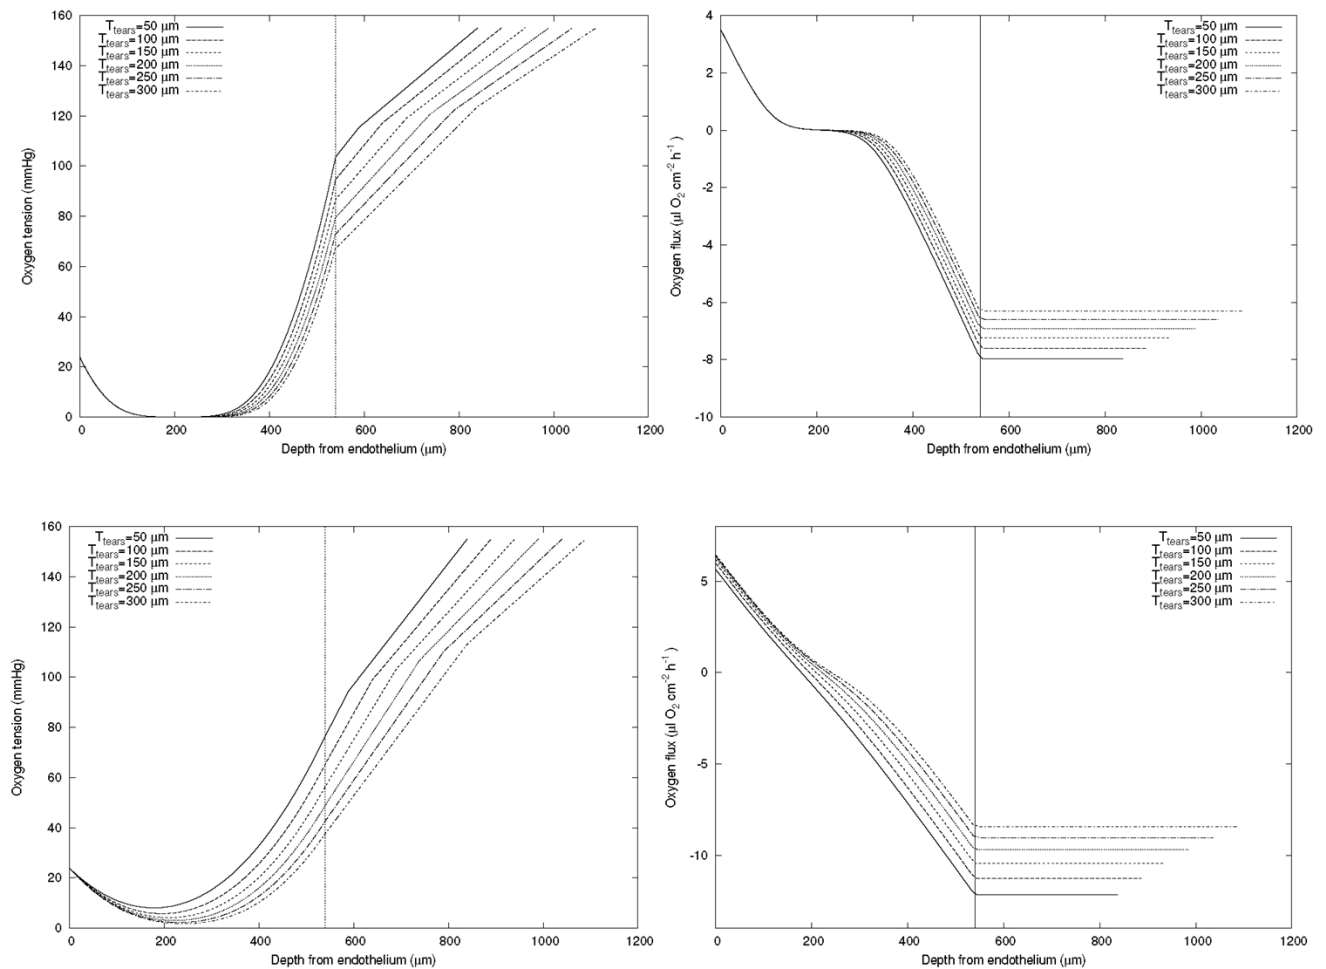 160
140
120
100
80
60
40
20
0
Oxygen tension (mmHg)
T_tears=50 μm
T_tears=100 μm
T_tears=150 μm
T_tears=200 μm
T_tears=250 μm
T_tears=300 μm
0 200 400 600 800 1000 1200
Depth from endothelium (μm)
4
2
0
-2
-4
-6
-8
-10
Oxygen flux (μl O₂ cm⁻² h⁻¹)
T_tears=50 μm
T_tears=100 μm
T_tears=150 μm
T_tears=200 μm
T_tears=250 μm
T_tears=300 μm
0 200 400 600 800 1000 1200
Depth from endothelium (μm)
160
140
120
100
80
60
40
20
0
Oxygen tension (mmHg)
T_tears=50 μm
T_tears=100 μm
T_tears=150 μm
T_tears=200 μm
T_tears=250 μm
T_tears=300 μm
0 200 400 600 800 1000 1200
Depth from endothelium (μm)
5
0
-5
-10
Oxygen flux (μl O₂ cm⁻² h⁻¹)
T_tears=50 μm
T_tears=100 μm
T_tears=150 μm
T_tears=200 μm
T_tears=250 μm
T_tears=300 μm
0 200 400 600 800 1000 1200
Depth from endothelium (μm)